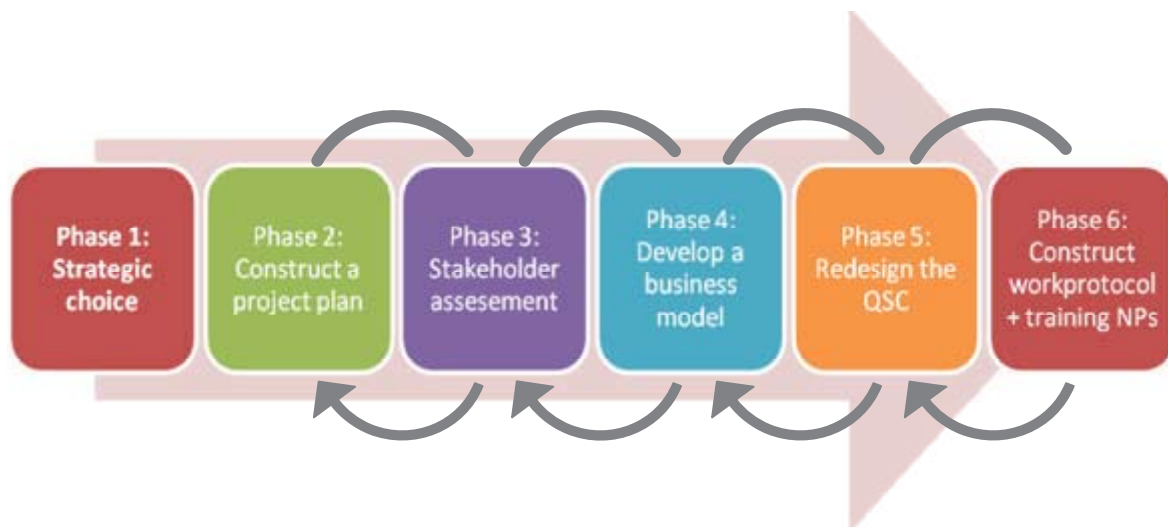 Phase 1:
Strategic
choice
Phase 2:
Construct a
project plan
Phase 3:
Stakeholder
assesement
Phase 4:
Develop a
business
model
Phase 5:
Redesign the
QSC
Phase 6:
Construct
workprotocol
+ training NPs